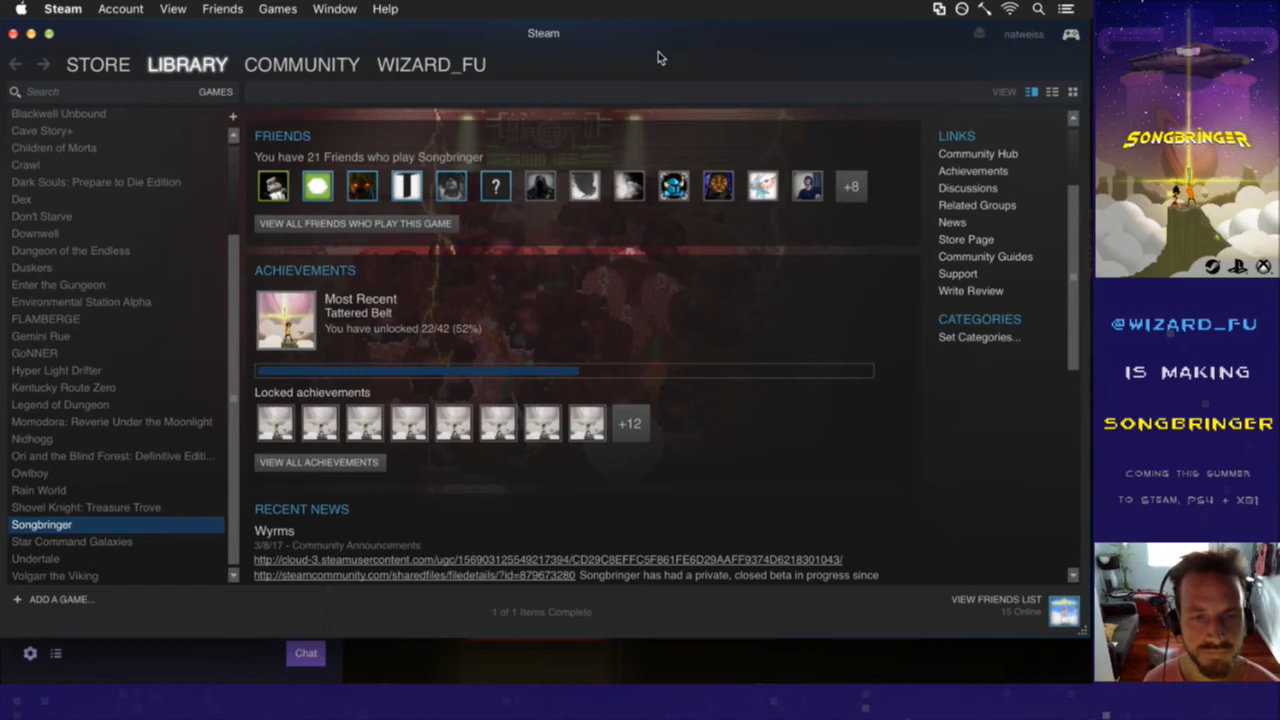 Steam Account View Friends Games Window Help
Steam
natweiss
STORE LIBRARY COMMUNITY WIZARD_FU
Search GAMES
VIEW
Blackwell Unbound
Cave Story+
Children of Morta
Crawl
Dark Souls: Prepare to Die Edition
Dex
Don't Starve
Downwell
Dungeon of the Endless
Duskers
Enter the Gungeon
Environmental Station Alpha
FLAMBERGE
Gemini Rue
GoNNER
Hyper Light Drifter
Kentucky Route Zero
Legend of Dungeon
Momodora: Reverie Under the Moonlight
Nidhogg
Ori and the Blind Forest: Definitive Editi...
Owlboy
Rain World
Shovel Knight: Treasure Trove
Songbringer
Star Command Galaxies
Undertale
Volgarr the Viking
+ ADD A GAME...
FRIENDS
You have 21 Friends who play Songbringer
?
+8
VIEW ALL FRIENDS WHO PLAY THIS GAME
ACHIEVEMENTS
Most Recent
Tattered Belt
You have unlocked 22/42 (52%)
Locked achievements
+12
VIEW ALL ACHIEVEMENTS
RECENT NEWS
Wyrms
3/8/17 - Community Announcements
http://cloud-3.steamusercontent.com/ugc/156903125549217394/CD29C8EFFC5F861FE6D29AAFF9374D6218301043/
http://steamcommunity.com/sharedfiles/filedetails/?id=879673280 Songbringer has had a private, closed beta in progress since
LINKS
Community Hub
Achievements
Discussions
Related Groups
News
Store Page
Community Guides
Support
Write Review
CATEGORIES
Set Categories...
1 of 1 Items Complete
VIEW FRIENDS LIST
15 Online
Chat
SONGBRINGER
@WIZARD_FU
IS MAKING
SONGBRINGER
COMING THIS SUMMER
TO STEAM, PS4 + XB1